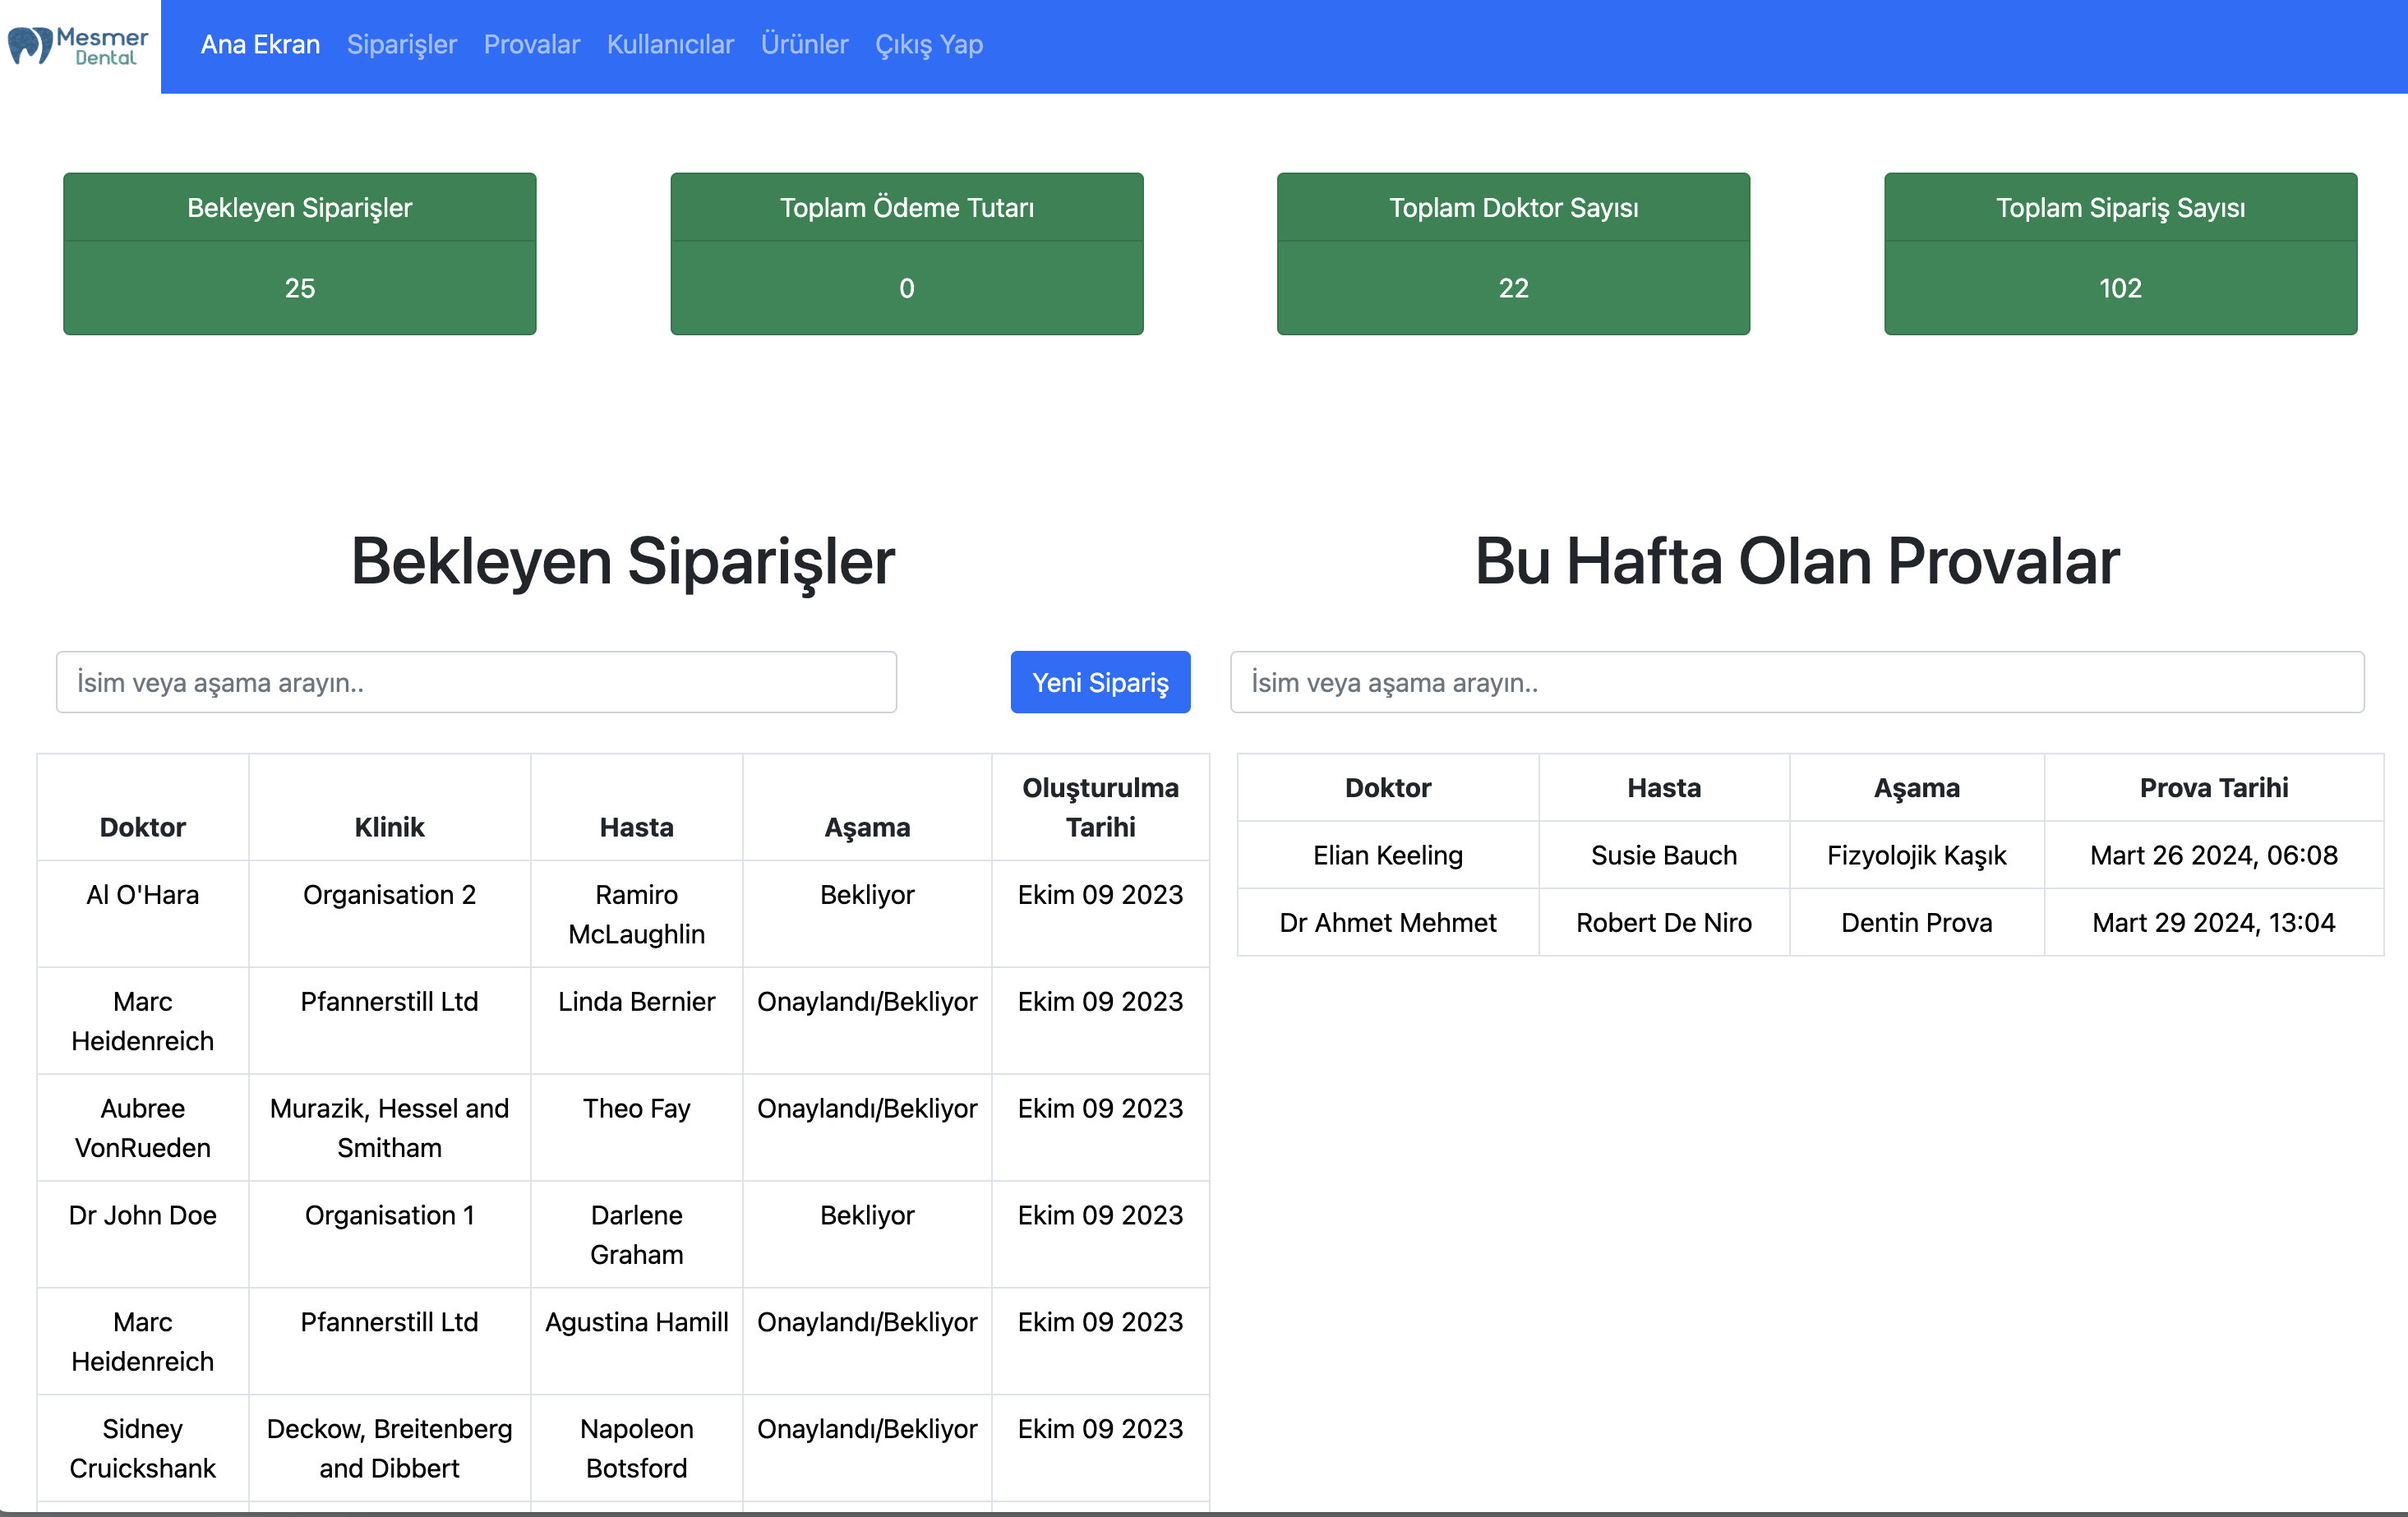 Mesmer
Dental
Ana Ekran Siparişler Provalar Kullanıcılar Ürünler Çıkış Yap
Bekleyen Siparişler
25
Toplam Ödeme Tutarı
0
Toplam Doktor Sayısı
22
Toplam Sipariş Sayısı
102
Bekleyen Siparişler
İsim veya aşama arayın..
Yeni Sipariş
Doktor Klinik Hasta Aşama Oluşturulma Tarihi
Al O'Hara Organisation 2 Ramiro McLaughlin Bekliyor Ekim 09 2023
Marc Heidenreich Pfannerstill Ltd Linda Bernier Onaylandı/Bekliyor Ekim 09 2023
Aubree VonRueden Murazik, Hessel and Smitham Theo Fay Onaylandı/Bekliyor Ekim 09 2023
Dr John Doe Organisation 1 Darlene Graham Bekliyor Ekim 09 2023
Marc Heidenreich Pfannerstill Ltd Agustina Hamill Onaylandı/Bekliyor Ekim 09 2023
Sidney Cruickshank Deckow, Breitenberg and Dibbert Napoleon Botsford Onaylandı/Bekliyor Ekim 09 2023
Bu Hafta Olan Provalar
İsim veya aşama arayın..
Doktor Hasta Aşama Prova Tarihi
Elian Keeling Susie Bauch Fizyolojik Kaşık Mart 26 2024, 06:08
Dr Ahmet Mehmet Robert De Niro Dentin Prova Mart 29 2024, 13:04